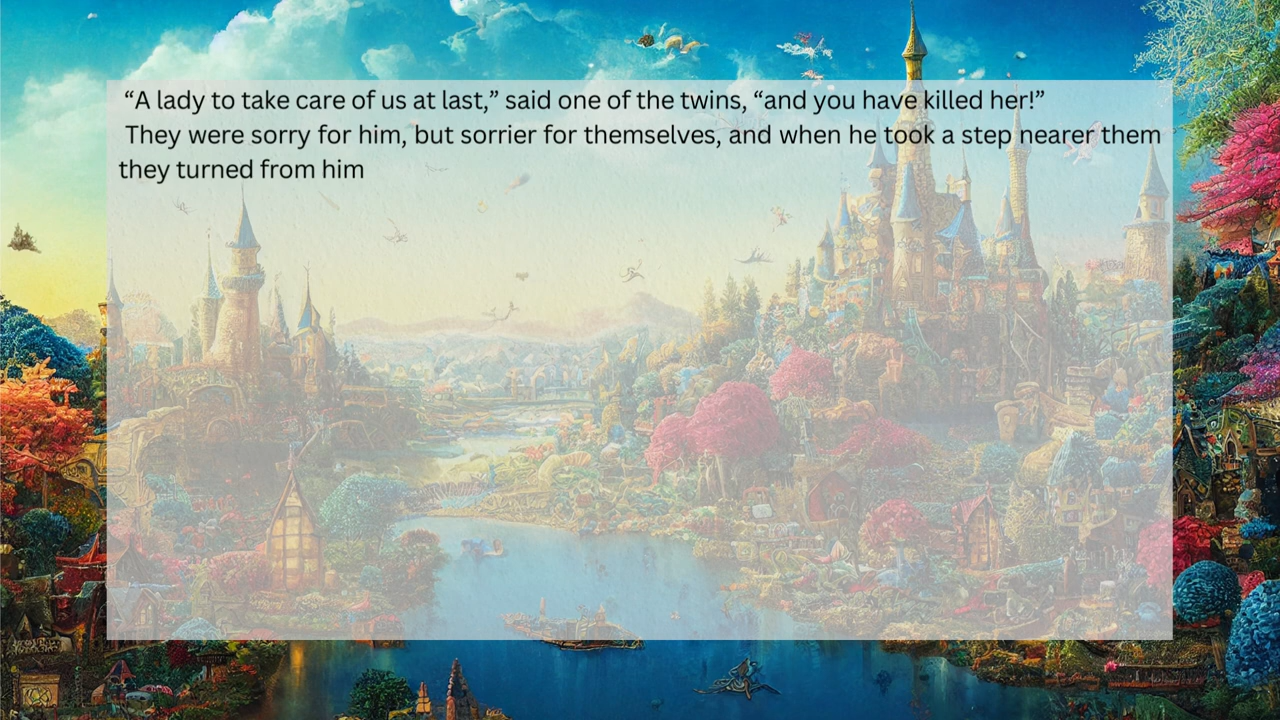 “A lady to take care of us at last,” said one of the twins, “and you have killed her!”
They were sorry for him, but sorrier for themselves, and when he took a step nearer them
they turned from him